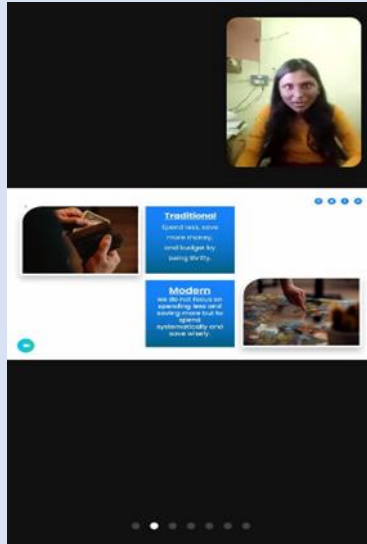 Traditional
Spend less, save
more money,
and budget by
being thrifty.
Modern
we do not focus on
spending less and
saving more but to
spend
systematically and
save wisely.